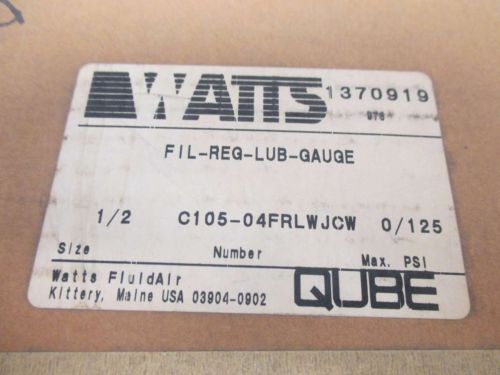 WATTS
1370919
976
FIL-REG-LUB-GAUGE
1/2 C105-04FRLWJCW 0/125
Size Number Max. PSI
Watts FluidAir
Kittery, Maine USA 03904-0902
QUBE